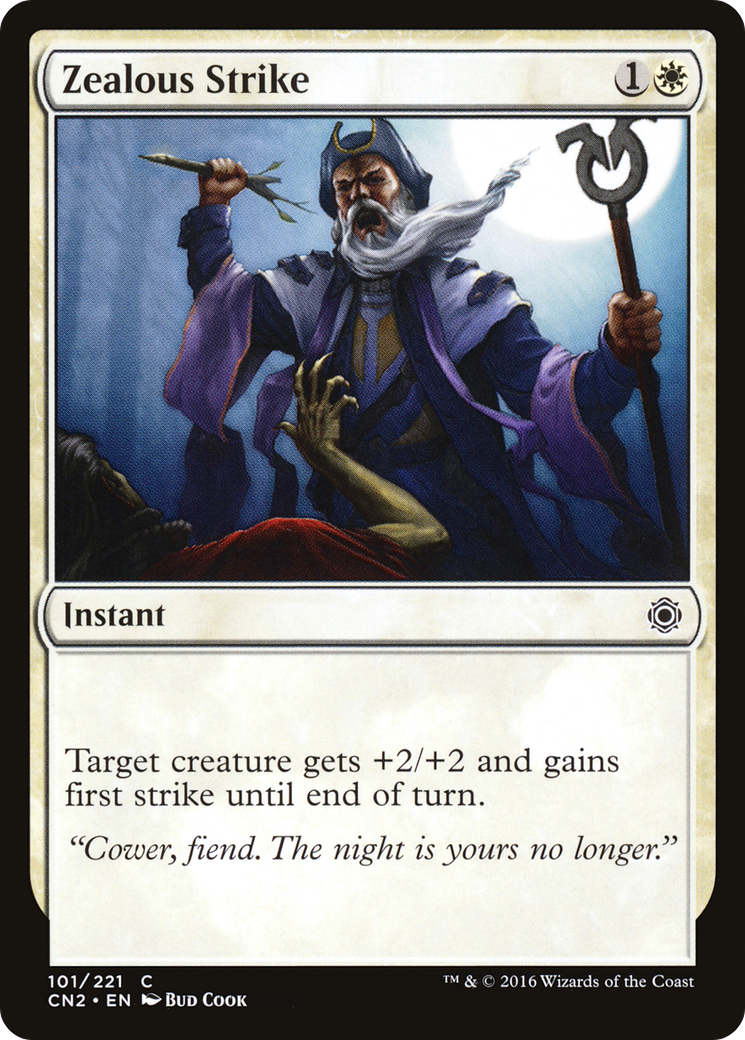 Zealous Strike 1
Instant
Target creature gets +2/+2 and gains
first strike until end of turn.
“Cower, fiend. The night is yours no longer.”
101/221 C
CN2 • EN Bud Cook
™ & © 2016 Wizards of the Coast